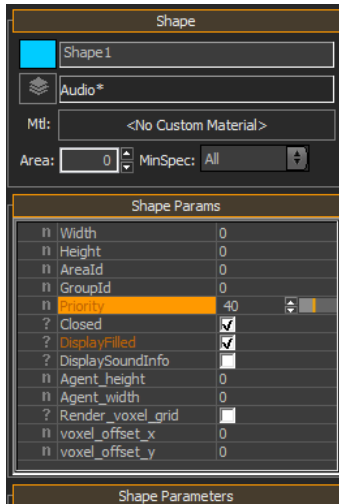 Shape
Shape1
Audio*
Mtl: <No Custom Material>
Area: 0 MinSpec: All
Shape Params
n Width 0
n Height 0
n AreaId 0
n GroupId 0
n Priority 40
? Closed
? DisplayFilled
? DisplaySoundInfo
n Agent_height 0
n Agent_width 0
? Render_voxel_grid
n voxel_offset_x 0
n voxel_offset_y 0
Shape Parameters